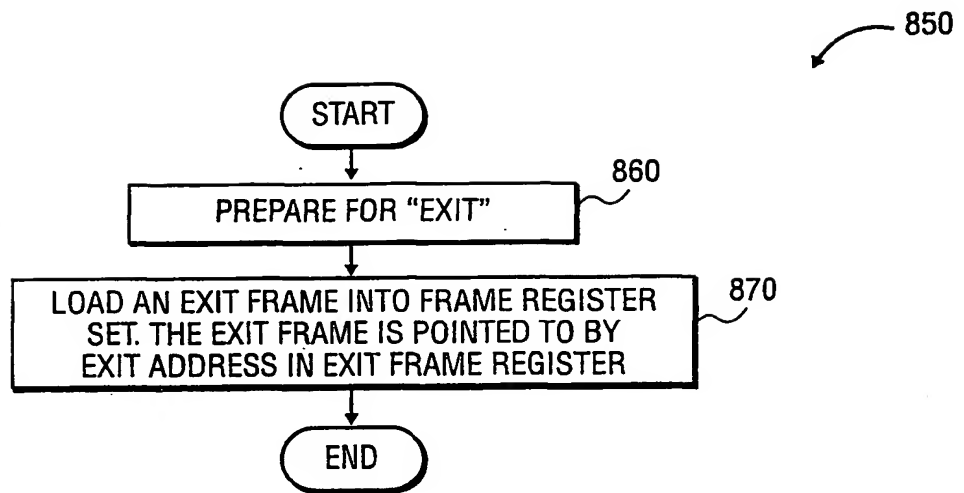 850
START
860
PREPARE FOR "EXIT"
LOAD AN EXIT FRAME INTO FRAME REGISTER
870
SET. THE EXIT FRAME IS POINTED TO BY
EXIT ADDRESS IN EXIT FRAME REGISTER
END